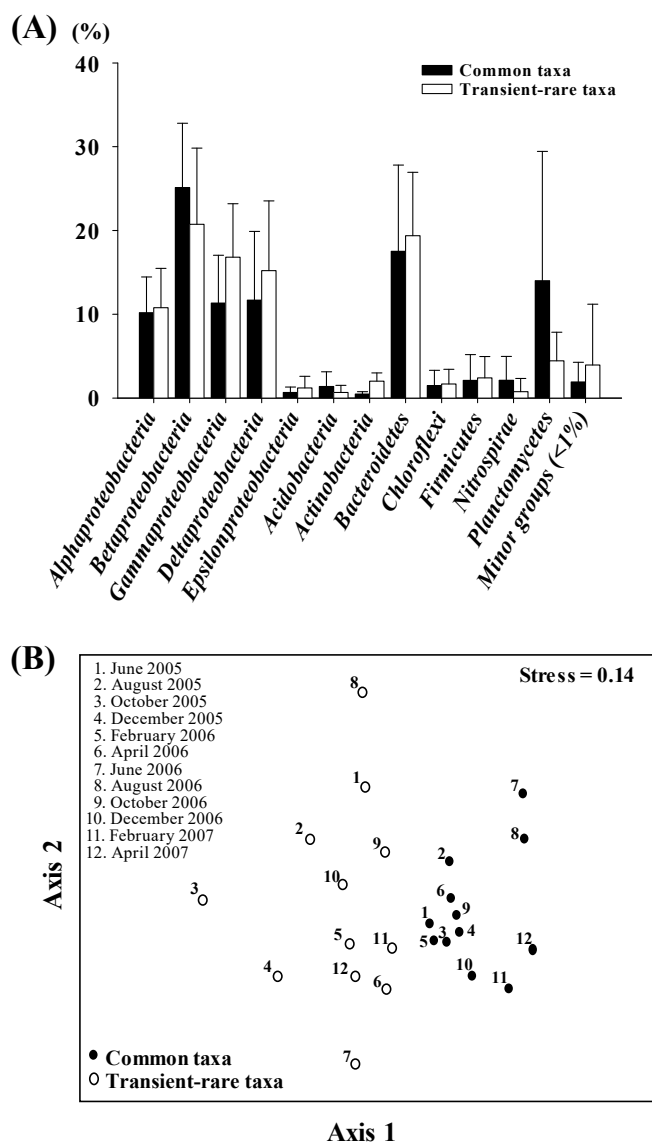 (A) (%)
Common taxa
Transient-rare taxa
40
30
20
10
0
Alphaproteobacteria
Betaproteobacteria
Gammaproteobacteria
Deltaproteobacteria
Epsilonproteobacteria
Acidobacteria
Actinobacteria
Bacteroidetes
Chloroflexi
Firmicutes
Nitrospirae
Planctomycetes
Minor groups (<1%)
(B)
1. June 2005
2. August 2005
3. October 2005
4. December 2005
5. February 2006
6. April 2006
7. June 2006
8. August 2006
9. October 2006
10. December 2006
11. February 2007
12. April 2007
Stress = 0.14
8
1
7
2
9
8
2
10
3
6
1
9
5
11
5
3
4
12
4
12
6
10
11
7
Axis 2
Common taxa
Transient-rare taxa
Axis 1